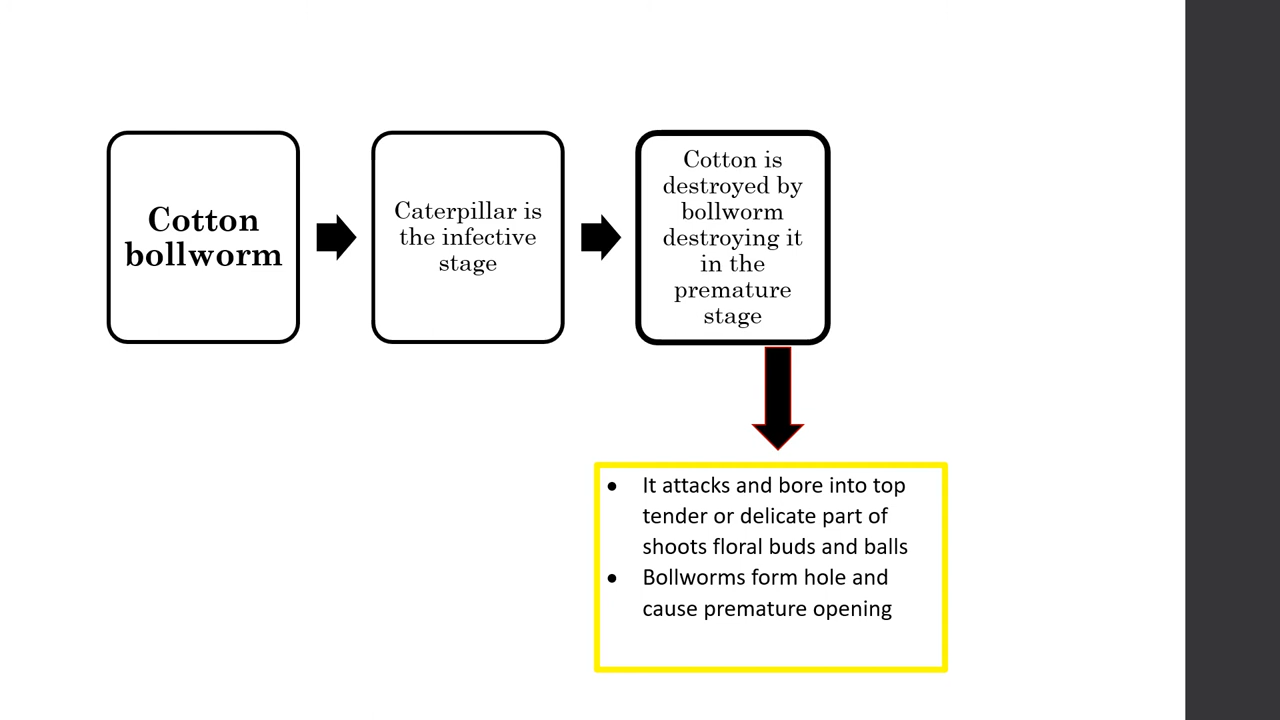 Cotton
bollworm
Caterpillar is
the infective
stage
Cotton is
destroyed by
bollworm
destroying it
in the
premature
stage
● It attacks and bore into top
tender or delicate part of
shoots floral buds and balls
● Bollworms form hole and
cause premature opening